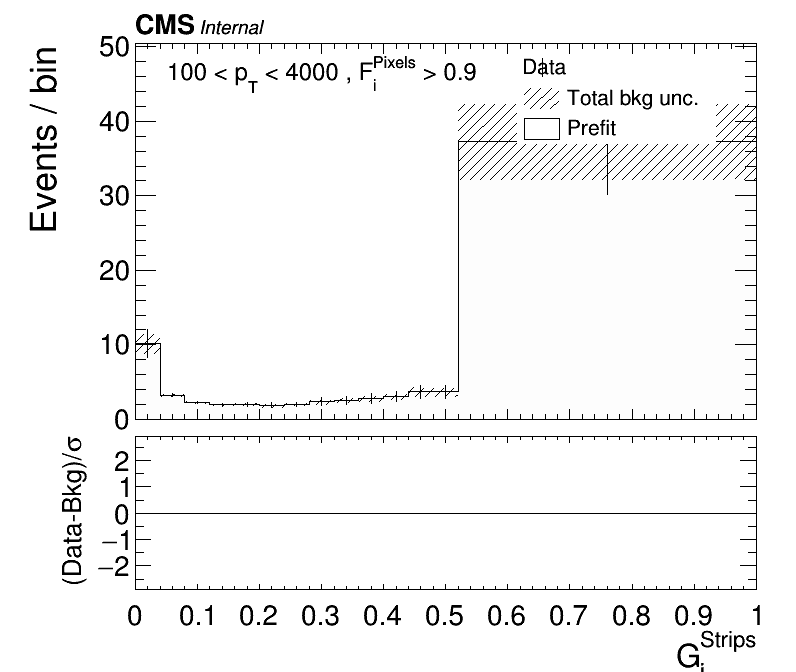 CMS Internal
Events / bin
100 < p_T < 4000 , F_i^Pixels > 0.9
Data
Total bkg unc.
Prefit
50
40
30
20
10
0
(Data-Bkg)/σ
2
1
0
−1
−2
0 0.1 0.2 0.3 0.4 0.5 0.6 0.7 0.8 0.9 1
G_i^Strips